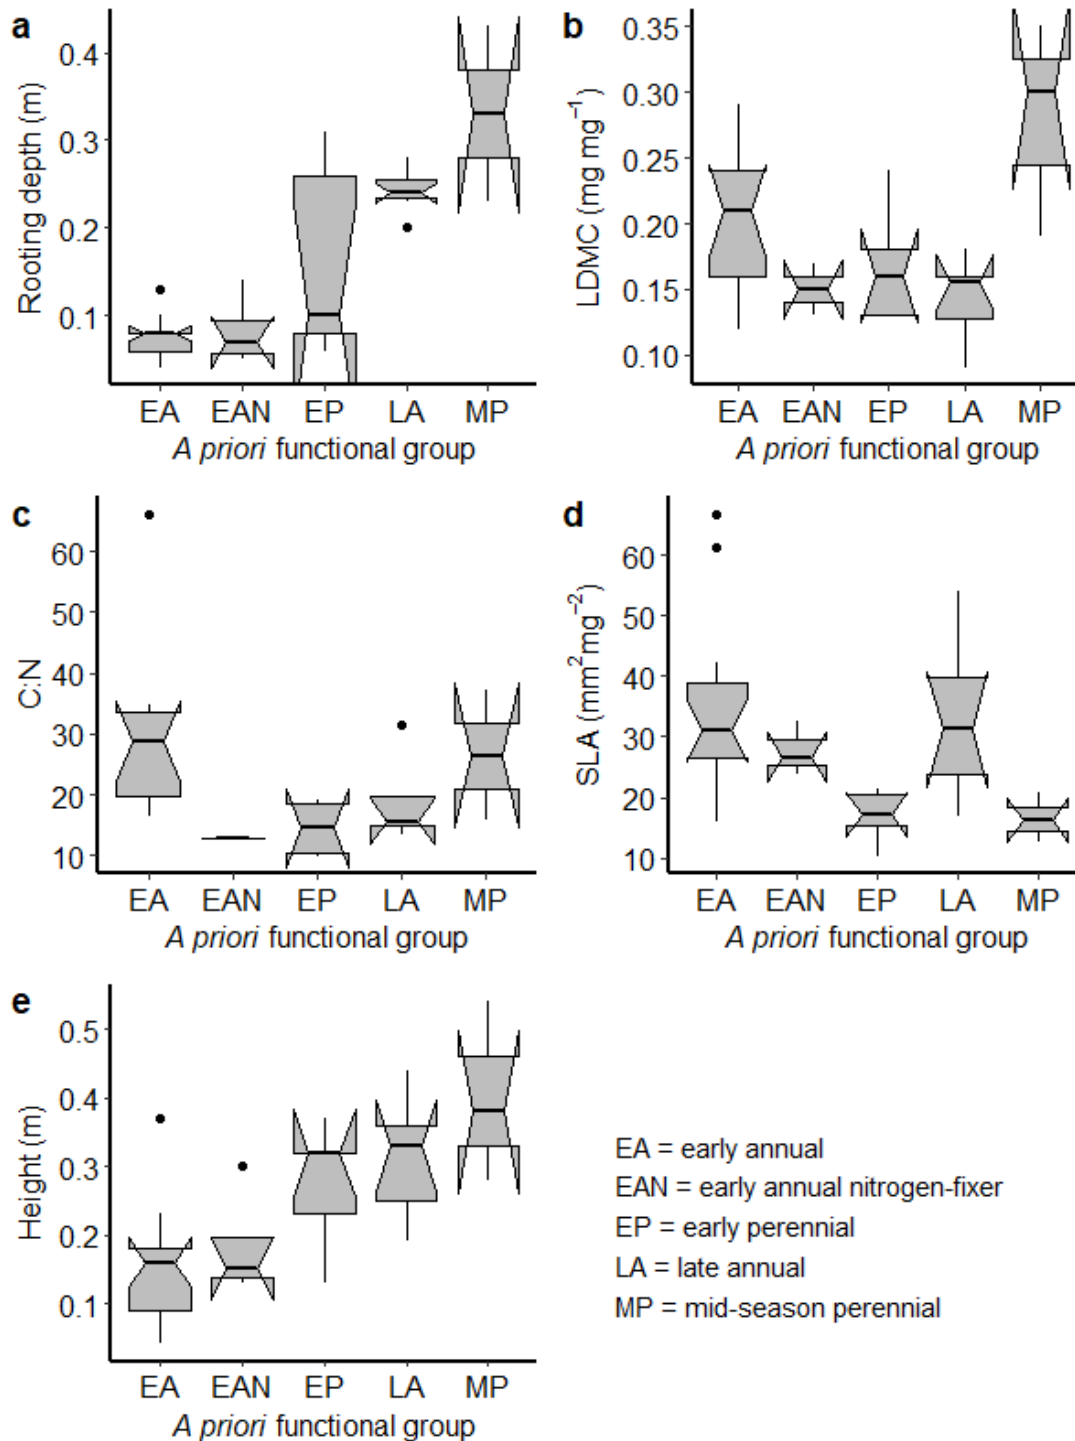 a
Rooting depth (m)
0.4
0.3
0.2
0.1
EA EAN EP LA MP
A priori functional group
b
LDMC (mg mg⁻¹)
0.35
0.30
0.25
0.20
0.15
0.10
EA EAN EP LA MP
A priori functional group
c
C:N
60
50
40
30
20
10
EA EAN EP LA MP
A priori functional group
d
SLA (mm²mg⁻²)
60
50
40
30
20
10
EA EAN EP LA MP
A priori functional group
e
Height (m)
0.5
0.4
0.3
0.2
0.1
EA EAN EP LA MP
A priori functional group
EA = early annual
EAN = early annual nitrogen-fixer
EP = early perennial
LA = late annual
MP = mid-season perennial